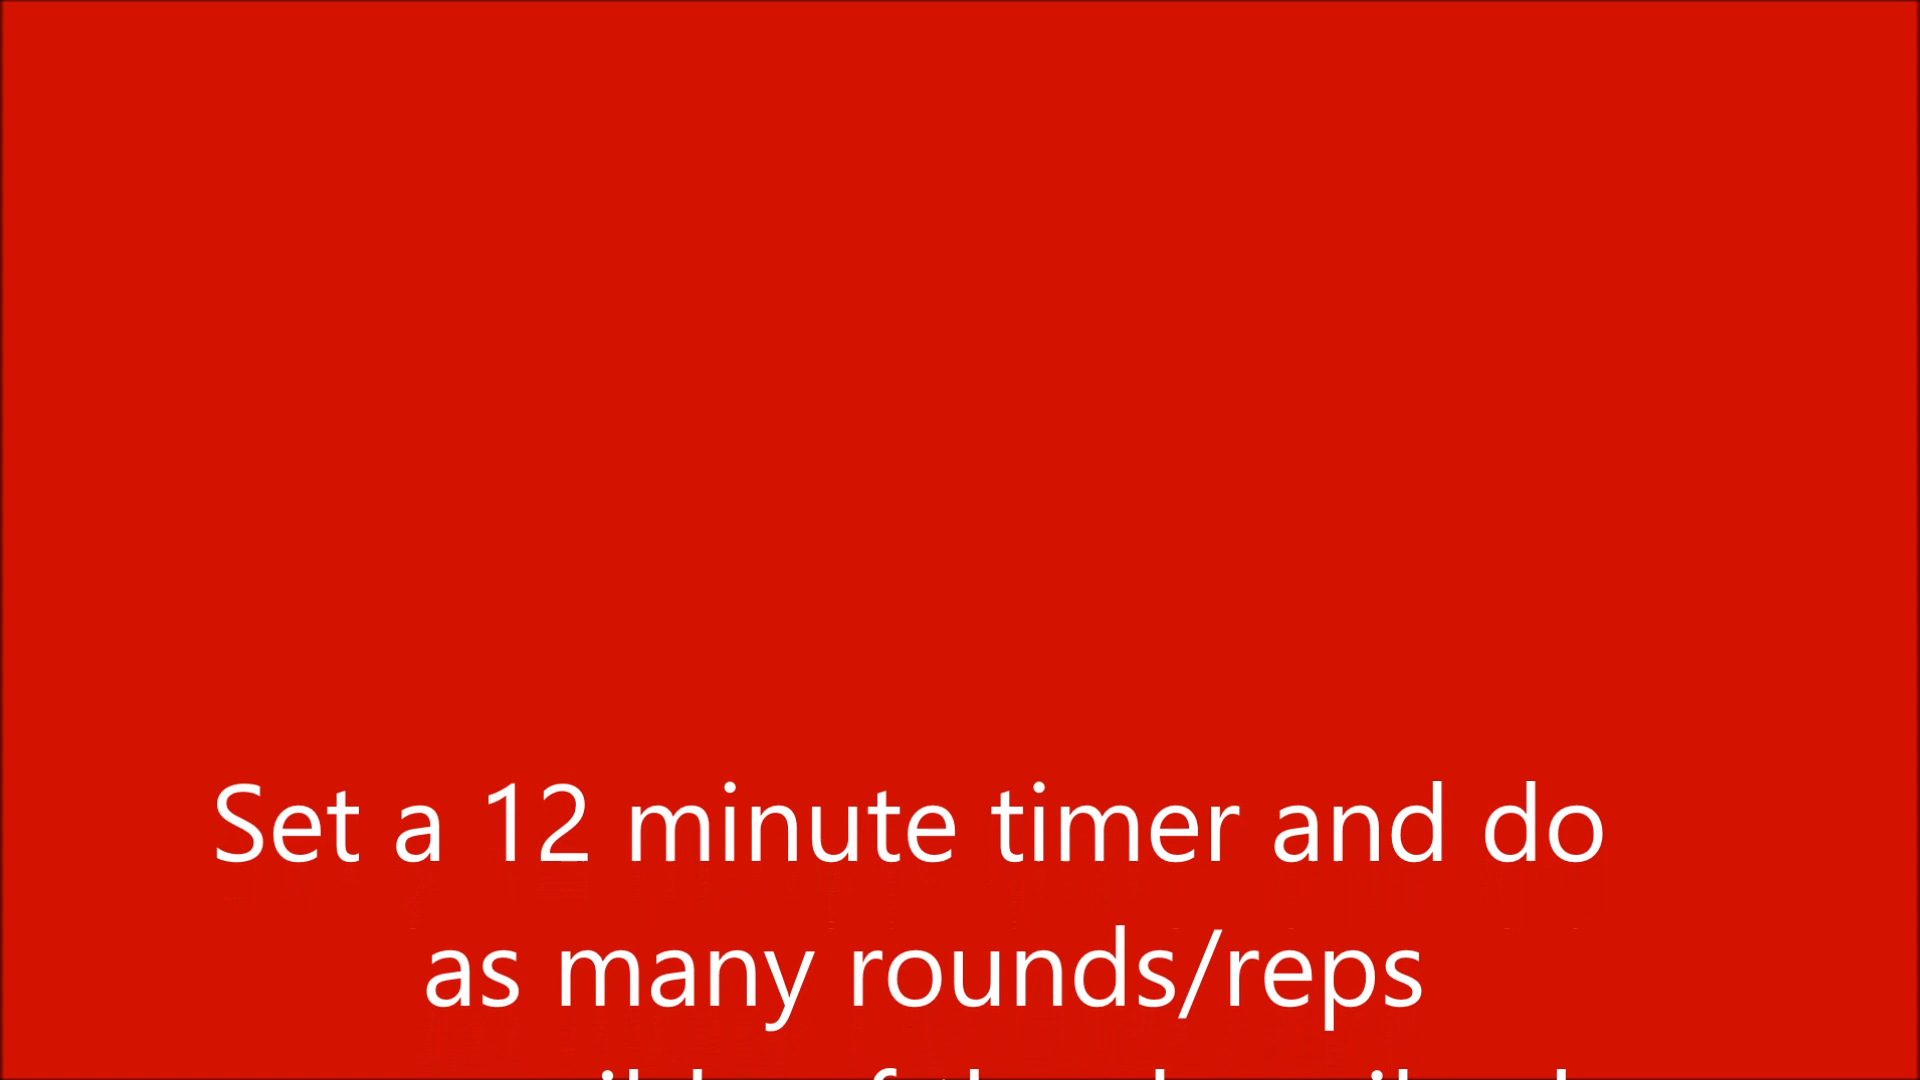 Set a 12 minute timer and do
as many rounds/reps